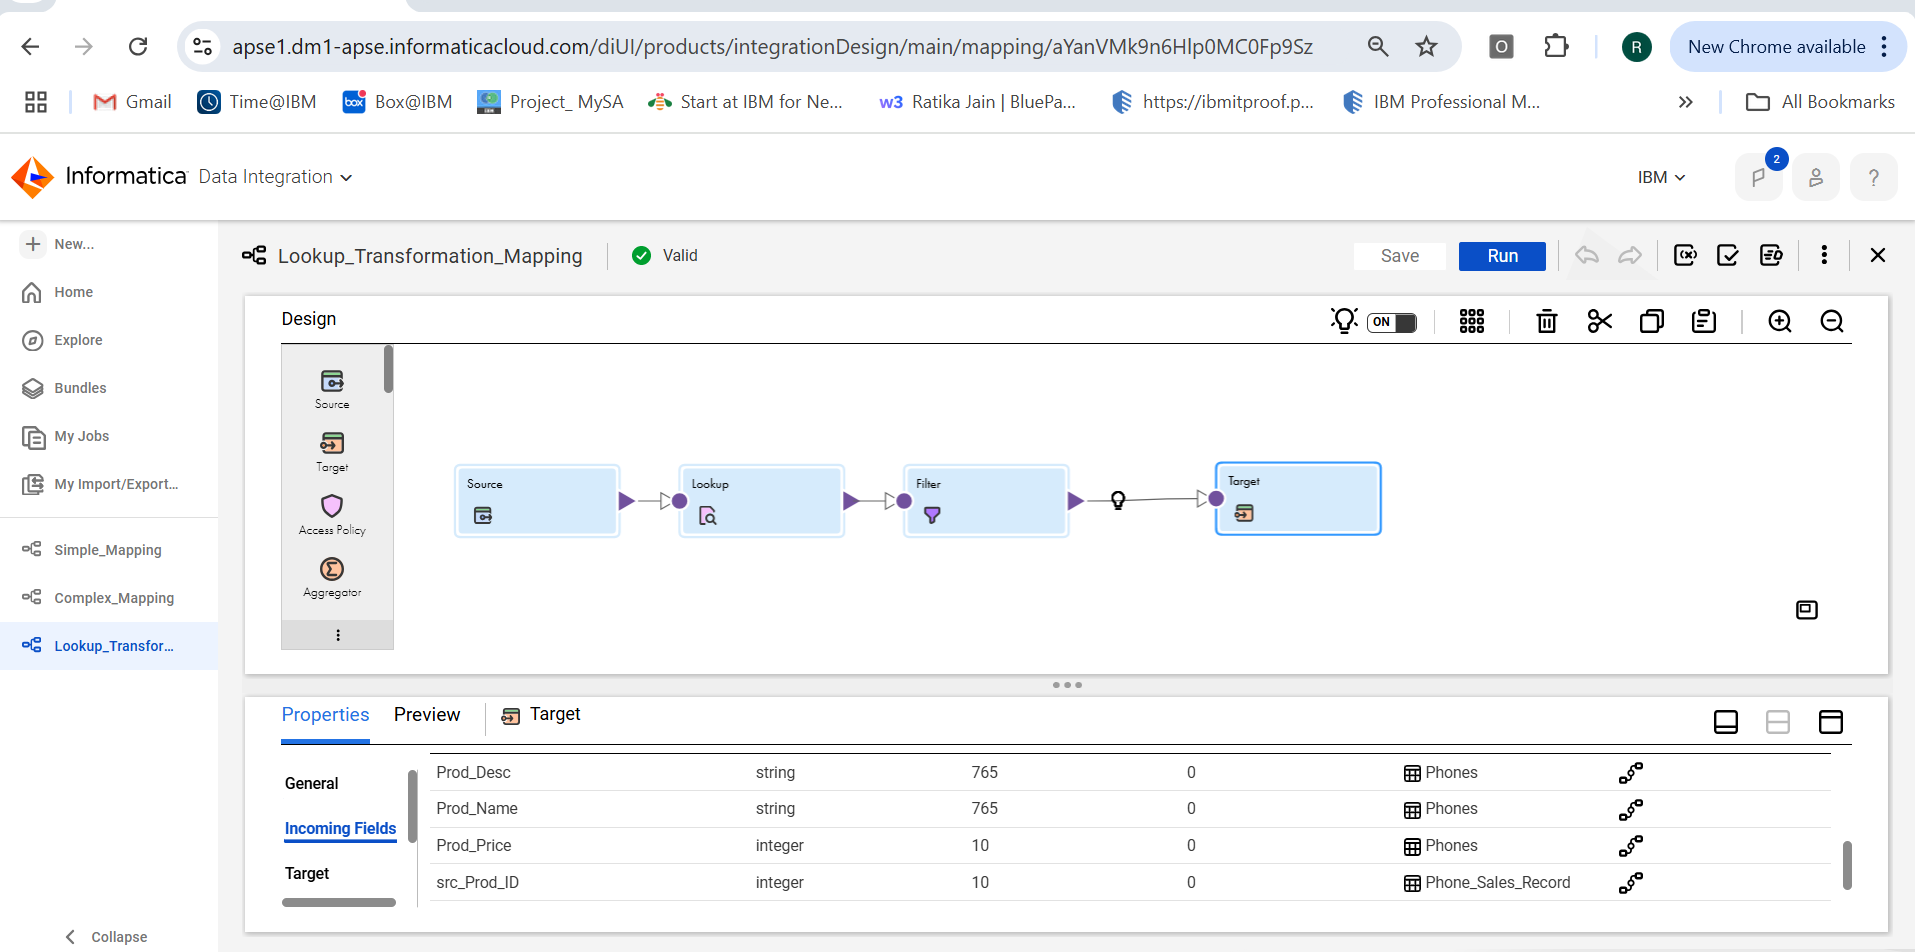 apse1.dm1-apse.informaticacloud.com/diUI/products/integrationDesign/main/mapping/aYanVMk9n6Hlp0MC0Fp9Sz
O
R
New Chrome available
Gmail
Time@IBM
box
Box@IBM
Project_ MySA
Start at IBM for Ne...
w3
Ratika Jain | BluePa...
https://ibmitproof.p...
IBM Professional M...
All Bookmarks
Informatica
Data Integration
IBM
2
?
New...
Home
Explore
Bundles
My Jobs
My Import/Export...
Simple_Mapping
Complex_Mapping
Lookup_Transfor...
Collapse
Lookup_Transformation_Mapping
Valid
Save
Run
Design
ON
Source
Target
Access Policy
Aggregator
Source
Lookup
Filter
Target
Properties
Preview
Target
General
Incoming Fields
Target
Prod_Desc string 765 0 Phones
Prod_Name string 765 0 Phones
Prod_Price integer 10 0 Phones
src_Prod_ID integer 10 0 Phone_Sales_Record